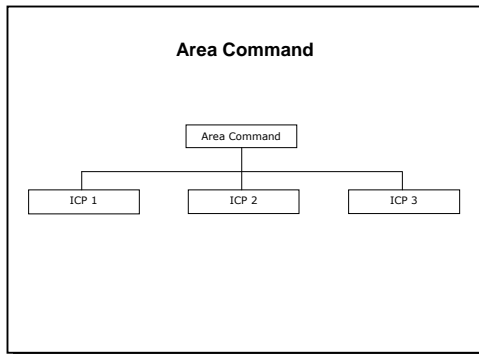 Area Command
Area Command
ICP 1
ICP 2
ICP 3